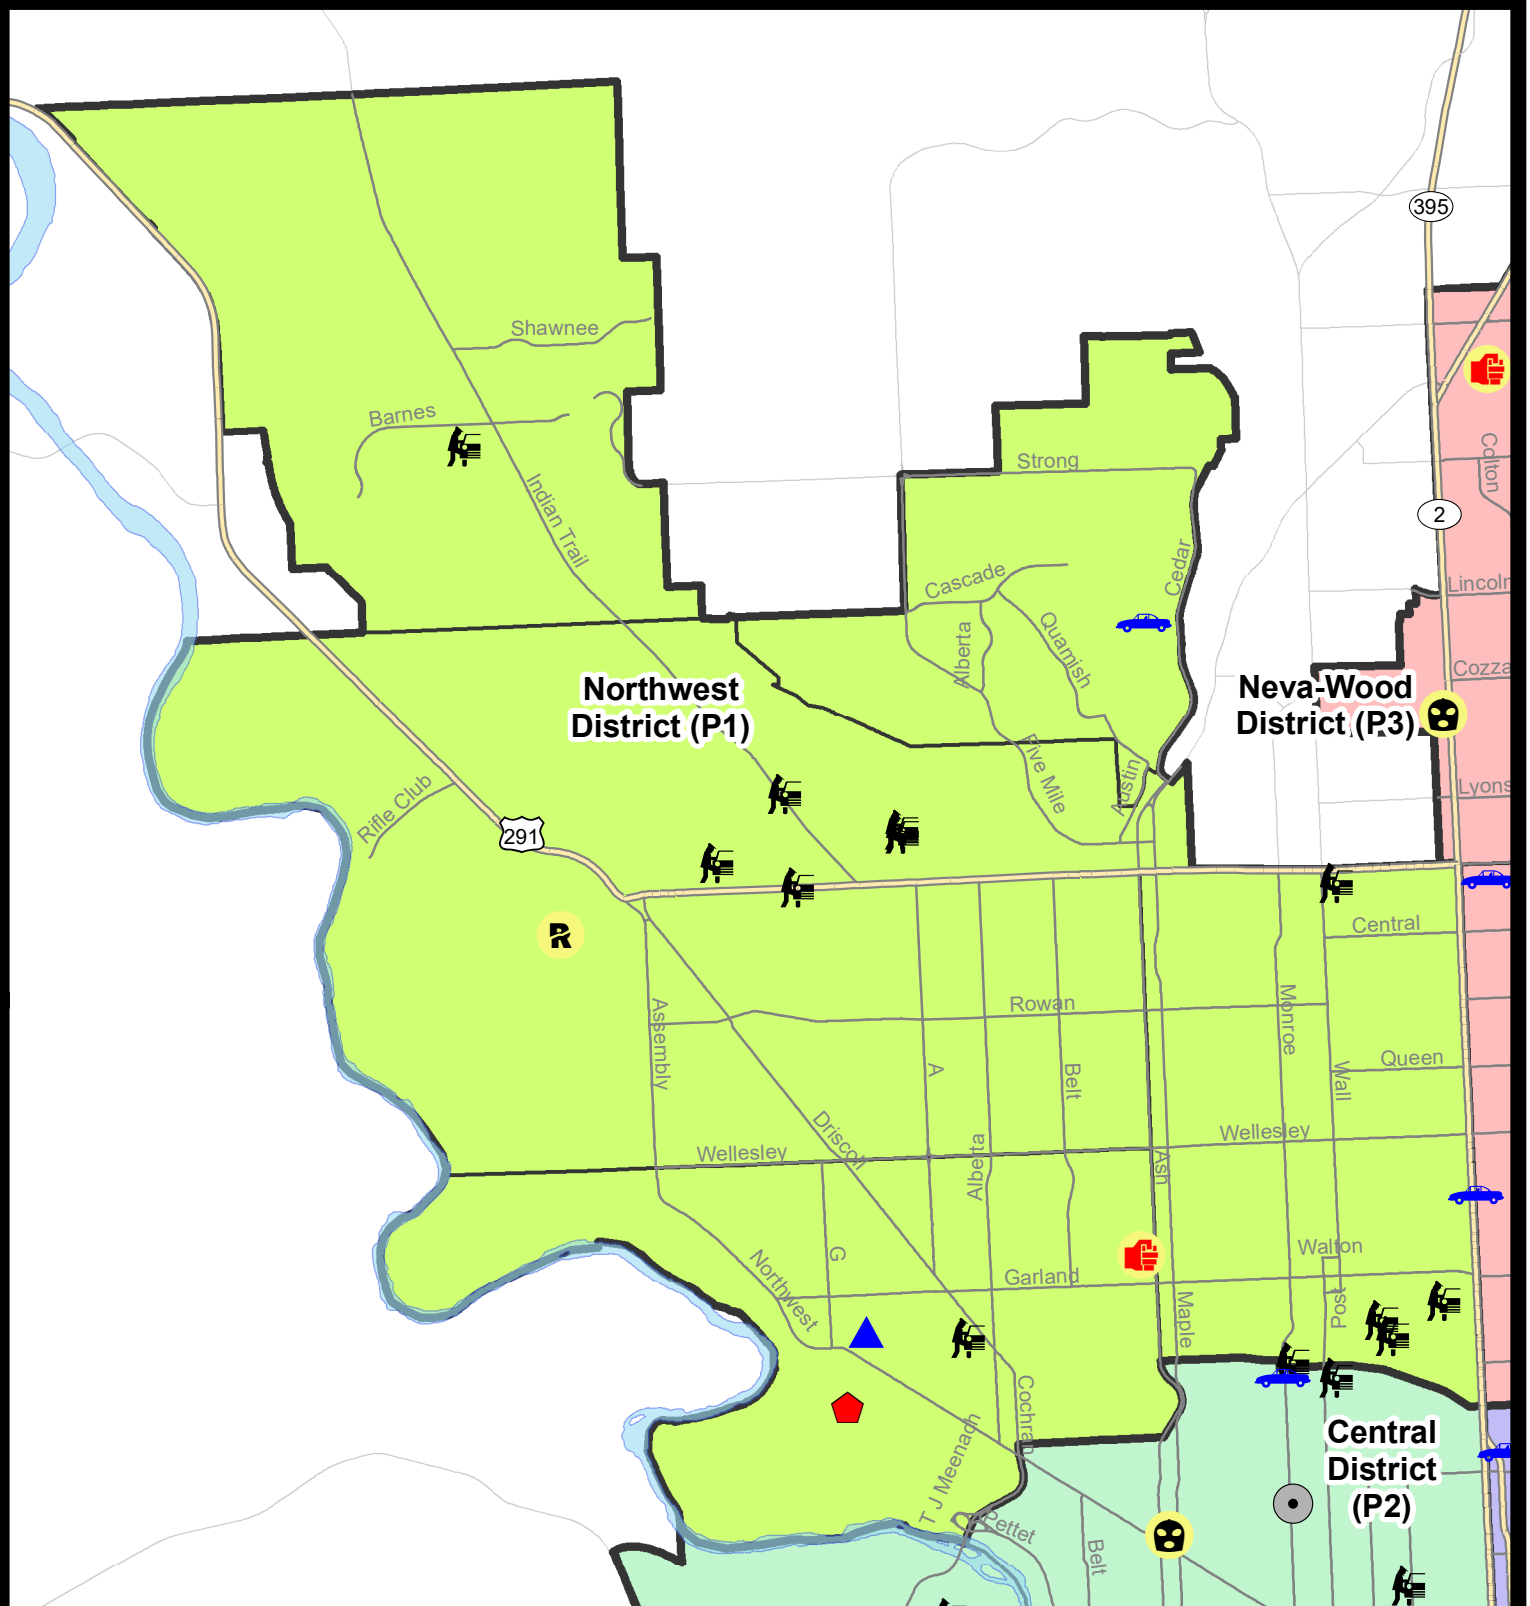 395
Shawnee
Barnes
Colton
Strong
Indian Trail
2
Cedar
Cascade
Lincoln
Alberta
Quamish
Cozza
Northwest
District (P1)
Neva-Wood
District (P3)
Five Mile
Austin
Lyons
Rifle Club
291
R
Central
Rowan
Assembly
Monroe
Queen
A
Belt
Wall
Driscoll
Wellesley
Wellesley
Alberta
Ash
G
Walton
Northwest
Garland
Maple
Post
Cochran
T J Meenach
Central
District
(P2)
Pettet
Belt